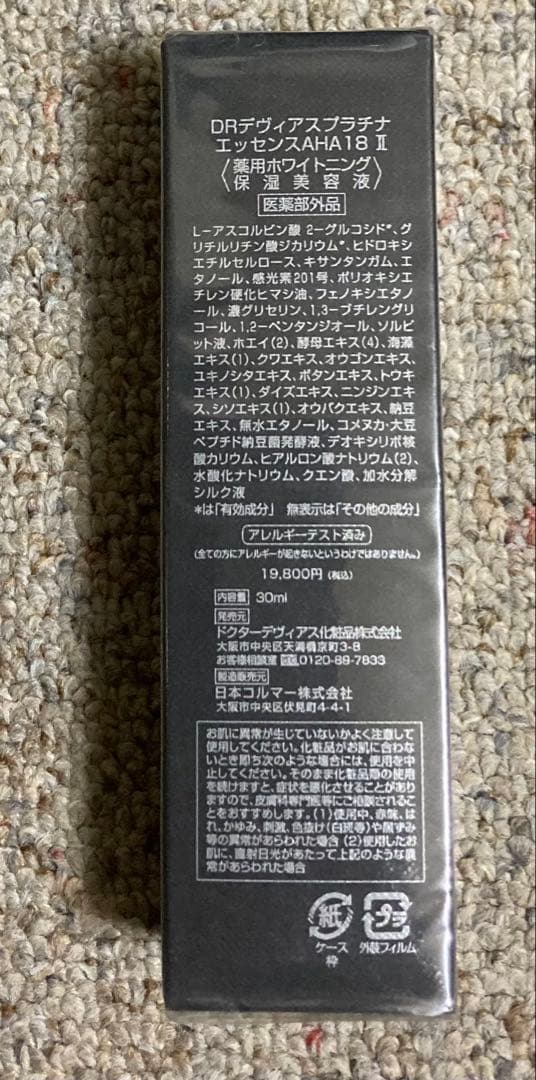 DRデヴィアスプラチナ
エッセンスAHA18 Ⅱ
〈薬用ホワイトニング
保湿美容液〉
医薬部外品
L-アスコルビン酸 2-グルコシド*、グ
リチルリチン酸ジカリウム*、ヒドロキシ
エチルセルロース、キサンタンガム、エ
タノール、感光素201号、ポリオキシエ
チレン硬化ヒマシ油、フェノキシエタノ
ール、濃グリセリン、1,3-ブチレングリ
コール、1,2-ペンタンジオール、ソルビ
ット液、ホエイ(2)、酵母エキス(4)、海藻
エキス(1)、クワエキス、オウゴンエキス、
ユキノシタエキス、ボタンエキス、トウキ
エキス(1)、ダイズエキス、ニンジンエキ
ス、シソエキス(1)、オウバクエキス、納豆
エキス、無水エタノール、コメヌカ・大豆
ペプチド納豆菌発酵液、デオキシリボ核
酸カリウム、ヒアルロン酸ナトリウム(2)、
水酸化ナトリウム、クエン酸、加水分解
シルク液
*は「有効成分」 無表示は「その他の成分」
アレルギーテスト済み
(全ての方にアレルギーが起きないというわけではありません。)
19,800円 (税込)
内容量 30ml
発売元
ドクターデヴィアス化粧品株式会社
大阪市中央区天満橋京町3-8
お客様相談室 0120-89-7833
製造販売元
日本コルマー株式会社
大阪市中央区伏見町4-4-1
お肌に異常が生じていないかよく注意して
使用してください。化粧品がお肌に合わな
いとき即ち次のような場合には、使用を中
止してください。そのまま化粧品類の使用
を続けますと、症状を悪化させることがあり
ますので、皮膚科専門医等にご相談されるこ
とをおすすめします。(1)使用中、赤味、は
れ、かゆみ、刺激、色抜け(白斑等)や黒ずみ
等の異常があらわれた場合 (2)使用したお
肌に、直射日光があたって上記のような異
常があらわれた場合
紙 プラ
ケース 外装フィルム
枠